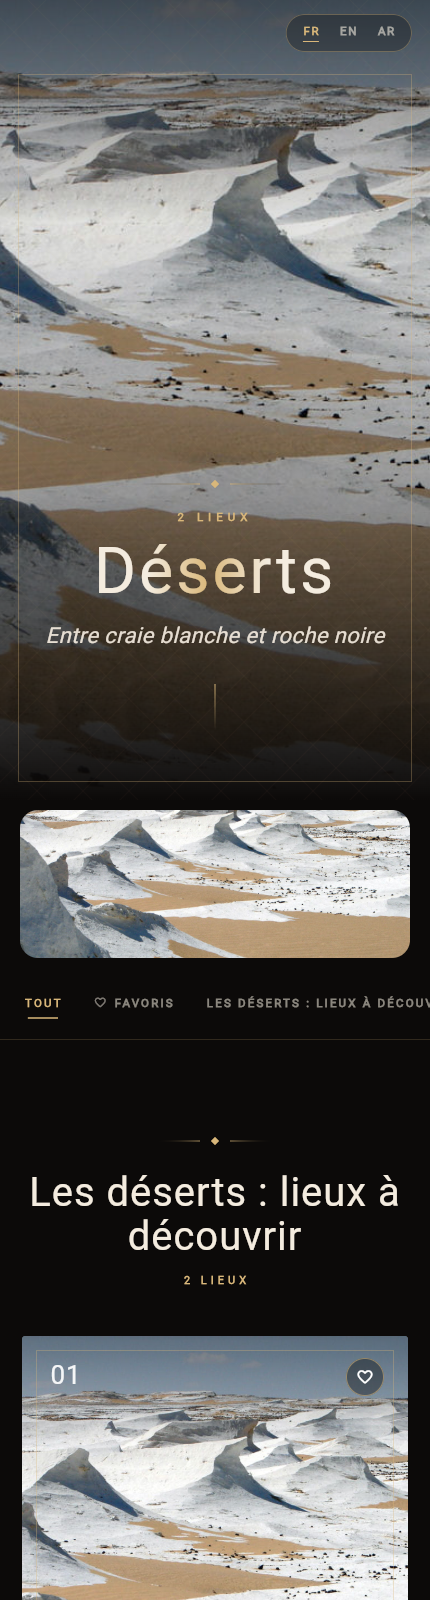 FR EN AR
2 LIEUX
Déserts
Entre craie blanche et roche noire
TOUT FAVORIS LES DÉSERTS : LIEUX À DÉCOUV
Les déserts : lieux à
découvrir
2 LIEUX
01